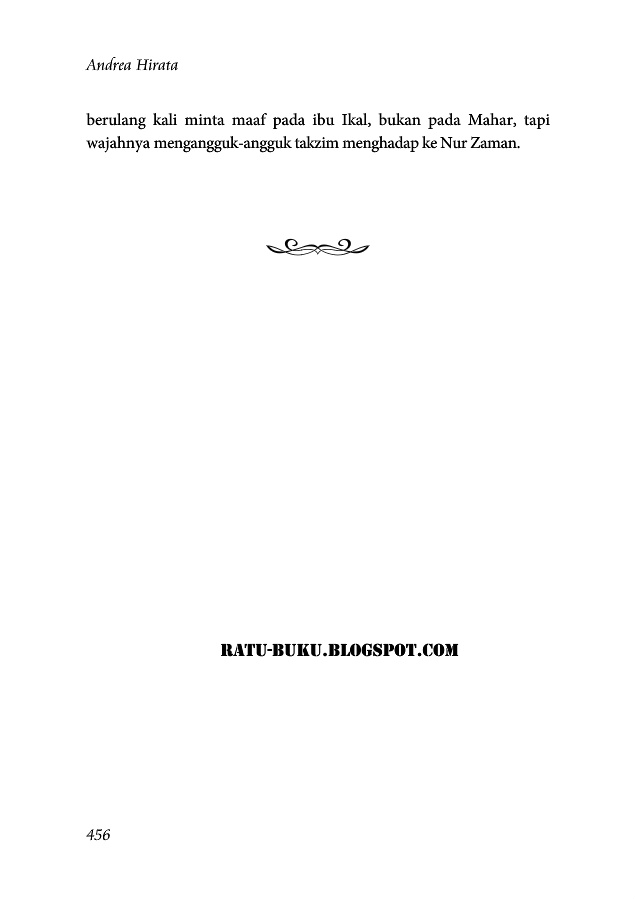 Andrea Hirata
berulang kali minta maaf pada ibu Ikal, bukan pada Mahar, tapi
wajahnya mengangguk-angguk takzim menghadap ke Nur Zaman.
RATU-BUKU.BLOGSPOT.COM
456